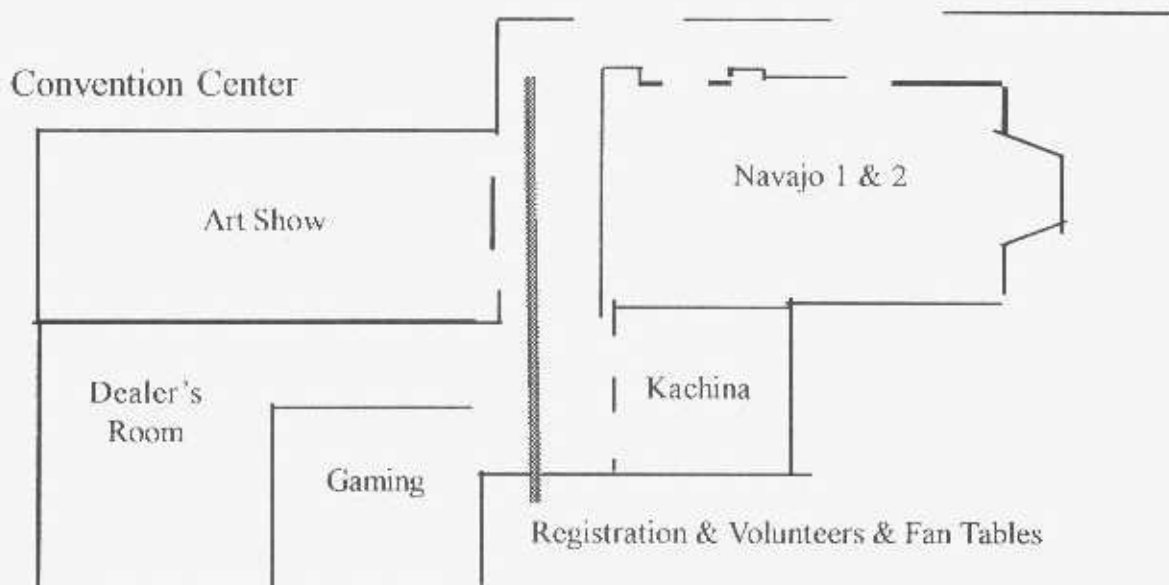 Convention Center
Art Show
Navajo 1 & 2
Dealer's
Room
Kachina
Gaming
Registration & Volunteers & Fan Tables